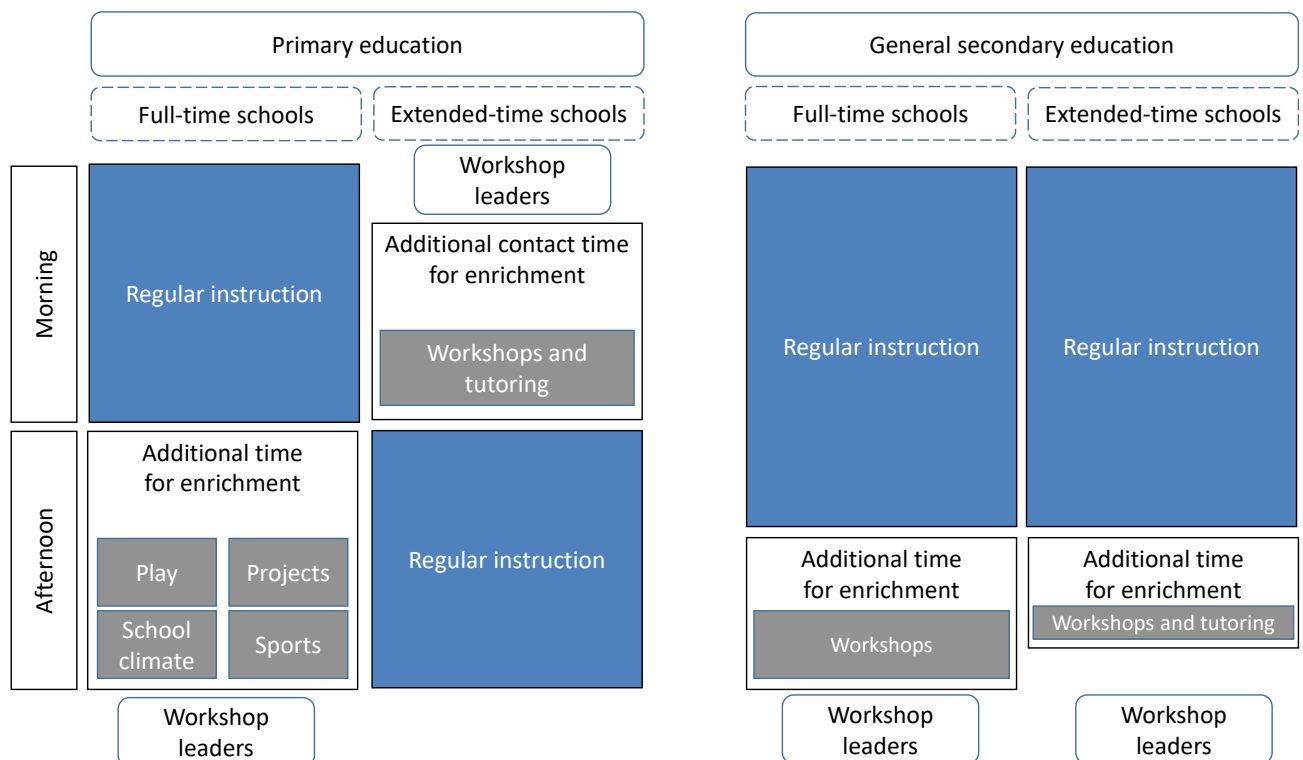 Primary education
General secondary education
Full-time schools
Extended-time schools
Full-time schools
Extended-time schools
Morning
Regular instruction
Workshop
leaders
Additional contact time
for enrichment
Workshops and
tutoring
Regular instruction
Regular instruction
Afternoon
Additional time
for enrichment
Play
Projects
School
climate
Sports
Workshop
leaders
Regular instruction
Additional time
for enrichment
Workshops
Workshop
leaders
Additional time
for enrichment
Workshops and tutoring
Workshop
leaders